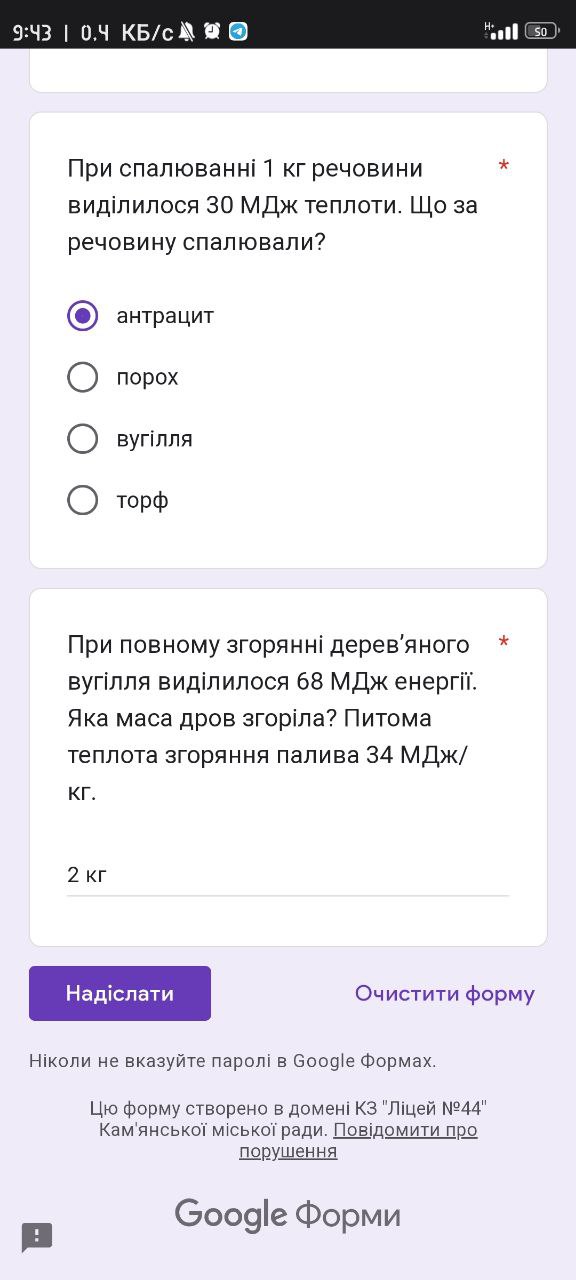 9:43 | 0,4 КБ/с
H+
50
При спалюванні 1 кг речовини *
виділилося 30 МДж теплоти. Що за
речовину спалювали?
антрацит
порох
вугілля
торф
При повному згорянні дерев’яного *
вугілля виділилося 68 МДж енергії.
Яка маса дров згоріла? Питома
теплота згоряння палива 34 МДж/
кг.
2 кг
Надіслати
Очистити форму
Ніколи не вказуйте паролі в Google Формах.
Цю форму створено в домені КЗ "Ліцей №44"
Кам'янської міської ради. Повідомити про
порушення
Google Форми